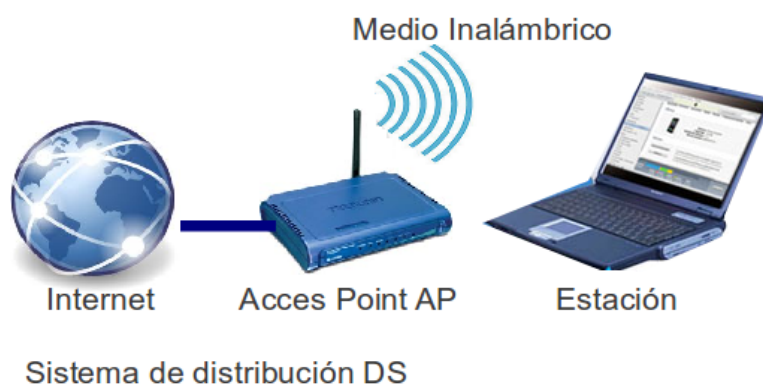 Medio Inalámbrico
Internet
Acces Point AP
Estación
Sistema de distribución DS